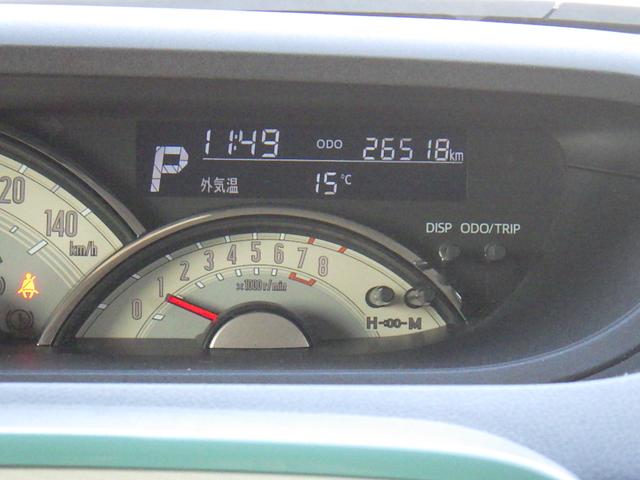 11:49 ODO 26518km
P
外気温 15℃
DISP ODO/TRIP
20
140
km/h
0 1 2 3 4 5 6 7 8
x1000r/min
H M